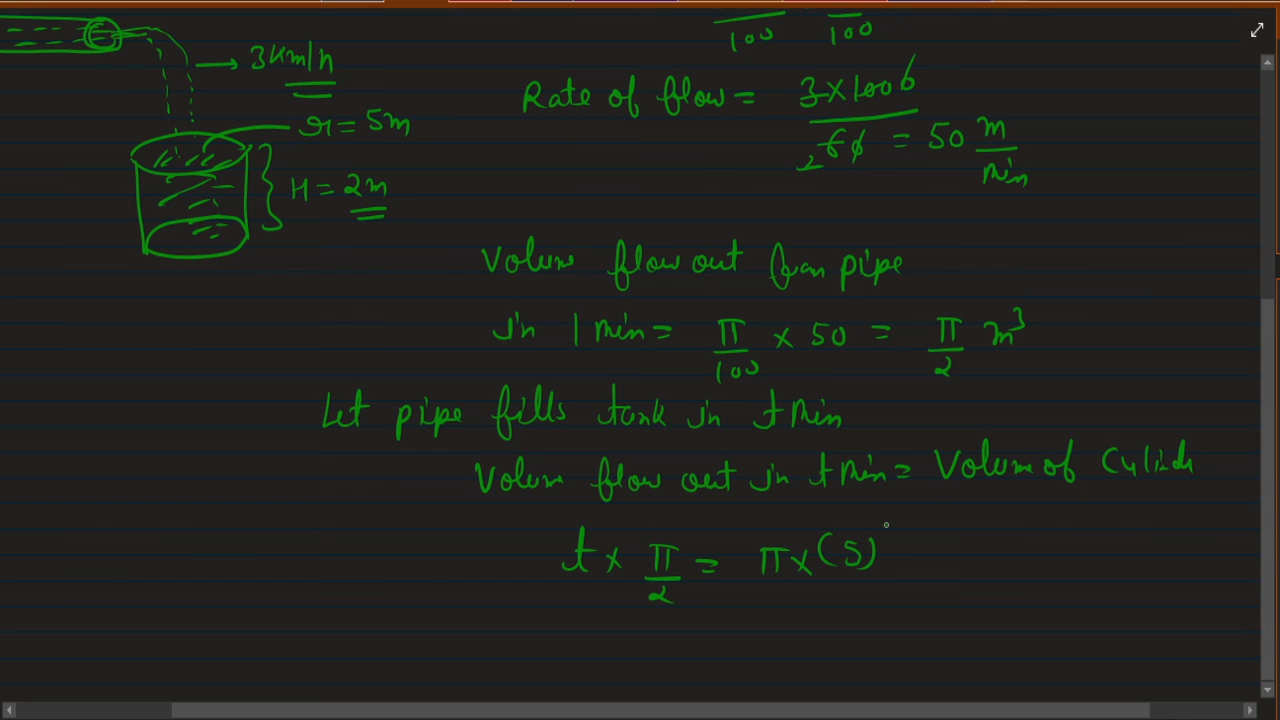 100 100
3km/h
Rate of flow = 3×1000
60 = 50 m/min
r = 5m
H = 2m
Volume flow out from pipe
in 1 min = π/100 × 50 = π/2 m³
Let pipe fills tank in t min
Volume flow out in t min = Volume of Cylinde
t × π/2 = π×(5)